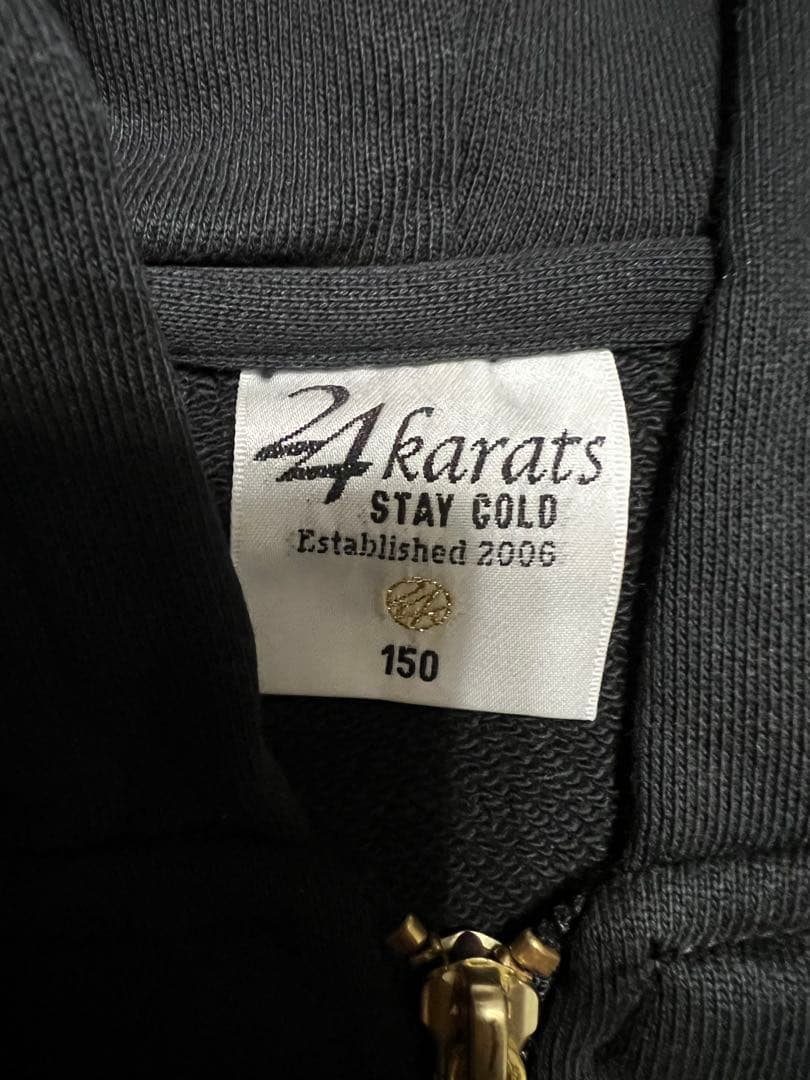 24karats
STAY GOLD
Established 2006
150